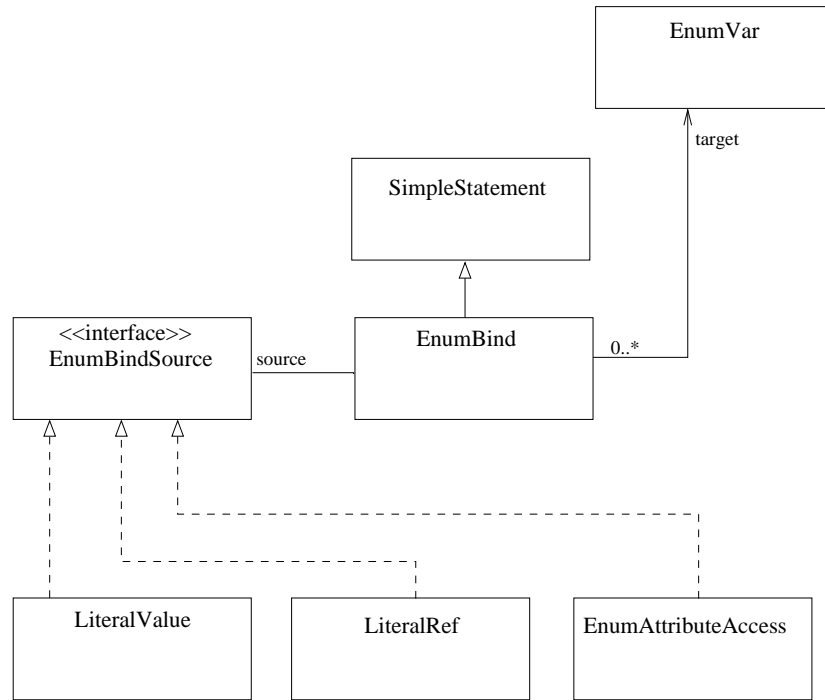 EnumVar
target
SimpleStatement
<<interface>>
EnumBindSource
source
EnumBind
0..*
LiteralValue
LiteralRef
EnumAttributeAccess